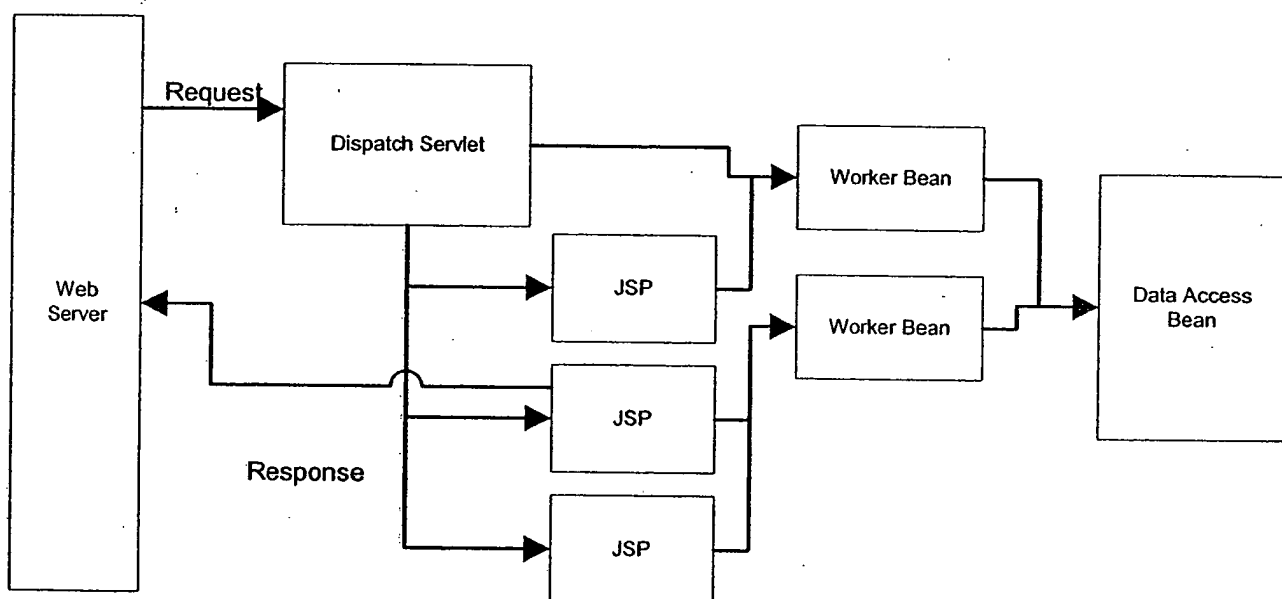 Request
Dispatch Servlet
Worker Bean
JSP
Web
Server
Worker Bean
Data Access
Bean
JSP
Response
JSP